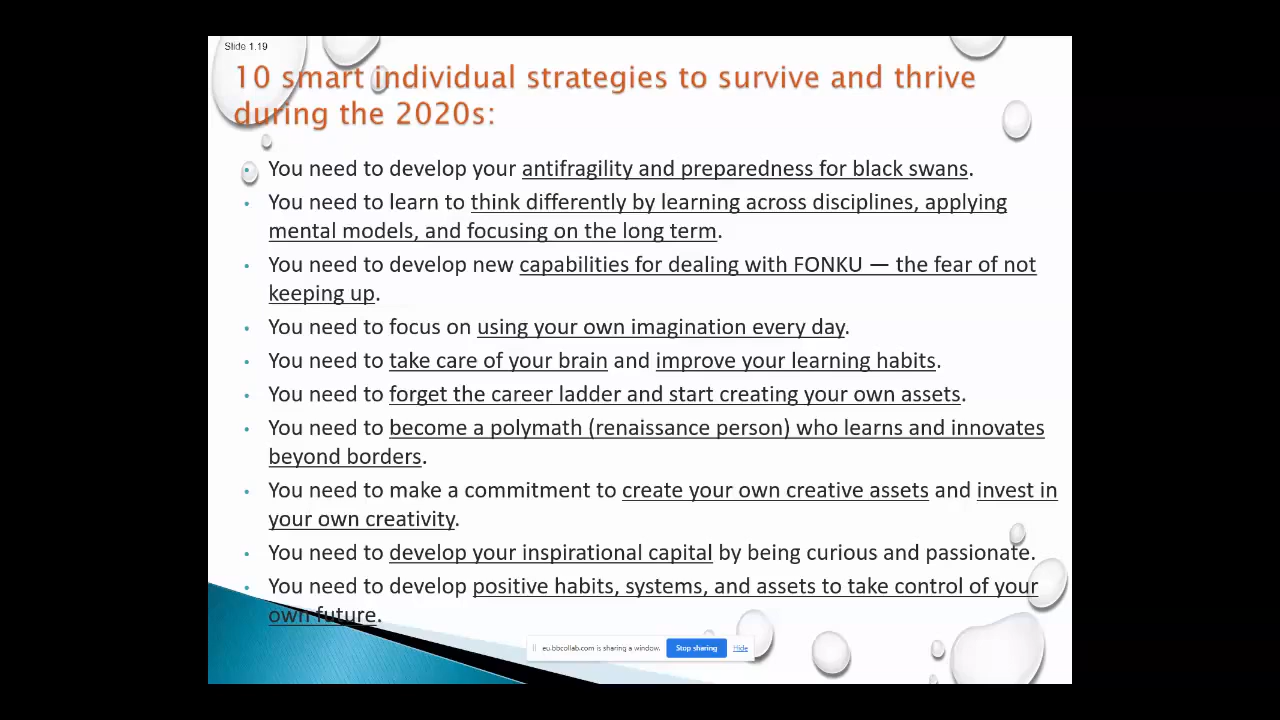 Slide 1.19
10 smart individual strategies to survive and thrive
during the 2020s:
• You need to develop your antifragility and preparedness for black swans.
• You need to learn to think differently by learning across disciplines, applying
mental models, and focusing on the long term.
• You need to develop new capabilities for dealing with FONKU — the fear of not
keeping up.
• You need to focus on using your own imagination every day.
• You need to take care of your brain and improve your learning habits.
• You need to forget the career ladder and start creating your own assets.
• You need to become a polymath (renaissance person) who learns and innovates
beyond borders.
• You need to make a commitment to create your own creative assets and invest in
your own creativity.
• You need to develop your inspirational capital by being curious and passionate.
• You need to develop positive habits, systems, and assets to take control of your
own future.
eu.bbcollab.com is sharing a window. Stop sharing Hide